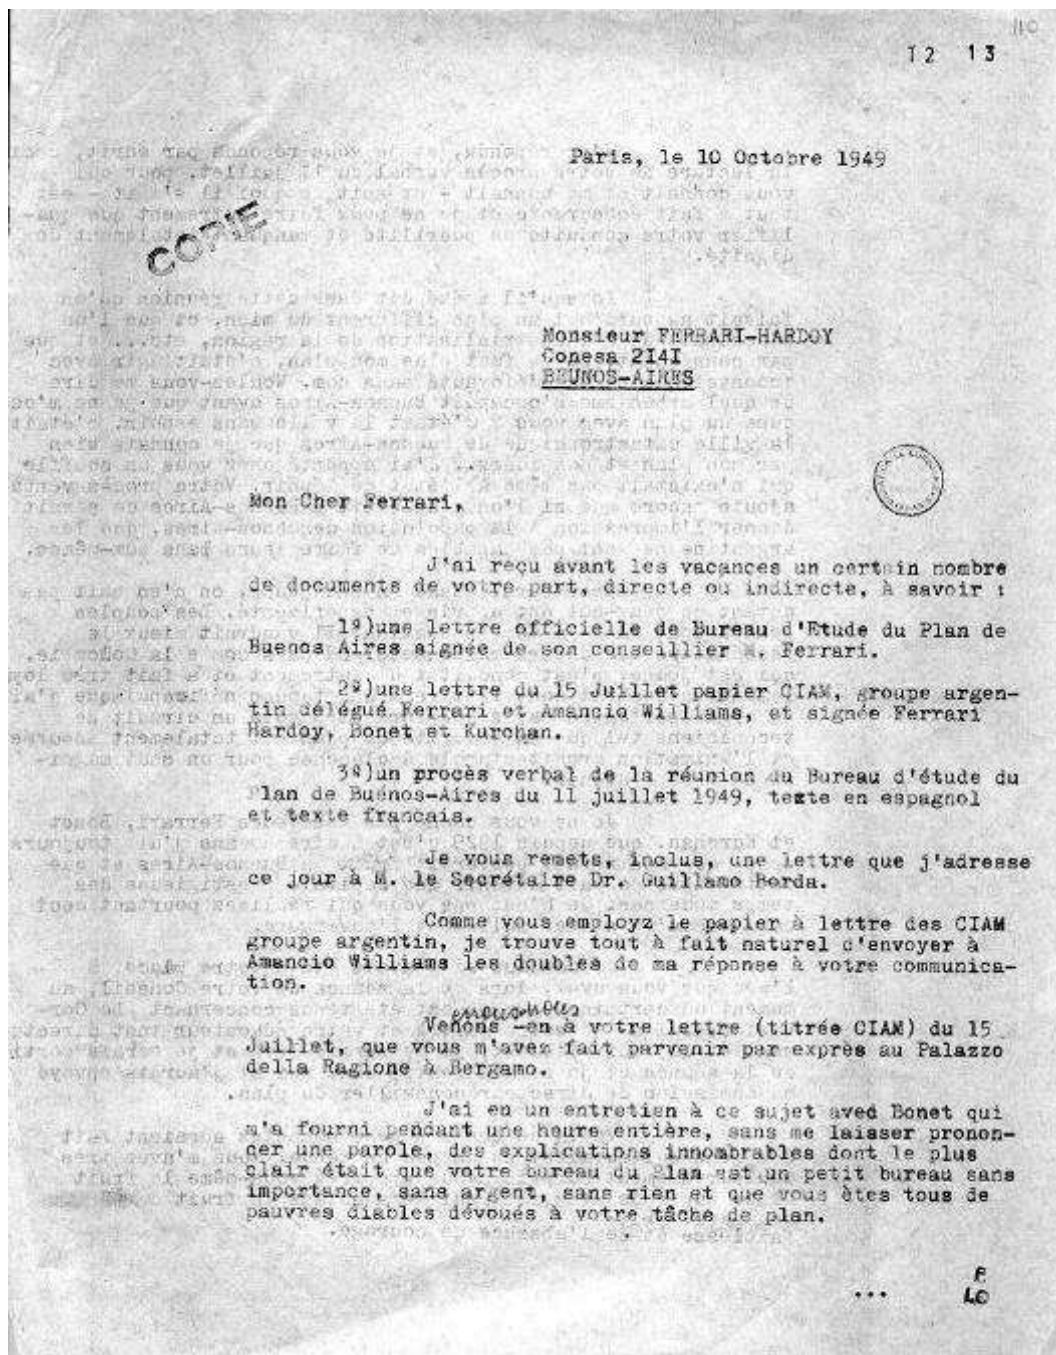 12 13
Paris, le 10 Octobre 1949
COPIE
Monsieur FERRARI-HARDOY
Conesa 2I4I
BEUNOS-AIRES
Mon Cher Ferrari,
J'ai reçu avant les vacances un certain nombre
de documents de votre part, directe ou indirecte, à savoir :
1º)une lettre officielle de Bureau d'Etude du Plan de
Buenos Aires signée de son conseillier M. Ferrari.
2º)une lettre du 15 Juillet papier CIAM, groupe argen-
tin délégué Ferrari et Amancio Williams, et signée Ferrari
Hardoy, Bonet et Kurchan.
3º)un procès verbal de la réunion du Bureau d'étude du
Plan de Buénos-Aires du 11 juillet 1949, texte en espagnol
et texte francais.
Je vous remets, inclus, une lettre que j'adresse
ce jour à M. le Secrétaire Dr. Guillamo Borda.
Comme vous employz le papier à lettre des CIAM
groupe argentin, je trouve tout à fait naturel d'envoyer à
Amancio Williams les doubles de ma réponse à votre communica-
tion.
Venons -en à votre lettre (titrée CIAM) du 15
Juillet, que vous m'avez fait parvenir par exprès au Palazzo
della Ragione à Bergamo.
J'ai en un entretien à ce sujet aved Bonet qui
m'a fourni pendant une heure entière, sans me laisser pronon-
cer une parole, des explications innombrables dont le plus
clair était que votre bureau du Plan est un petit bureau sans
importance, sans argent, sans rien et que vous êtes tous de
pauvres diables dévoués à votre tâche de plan.
...